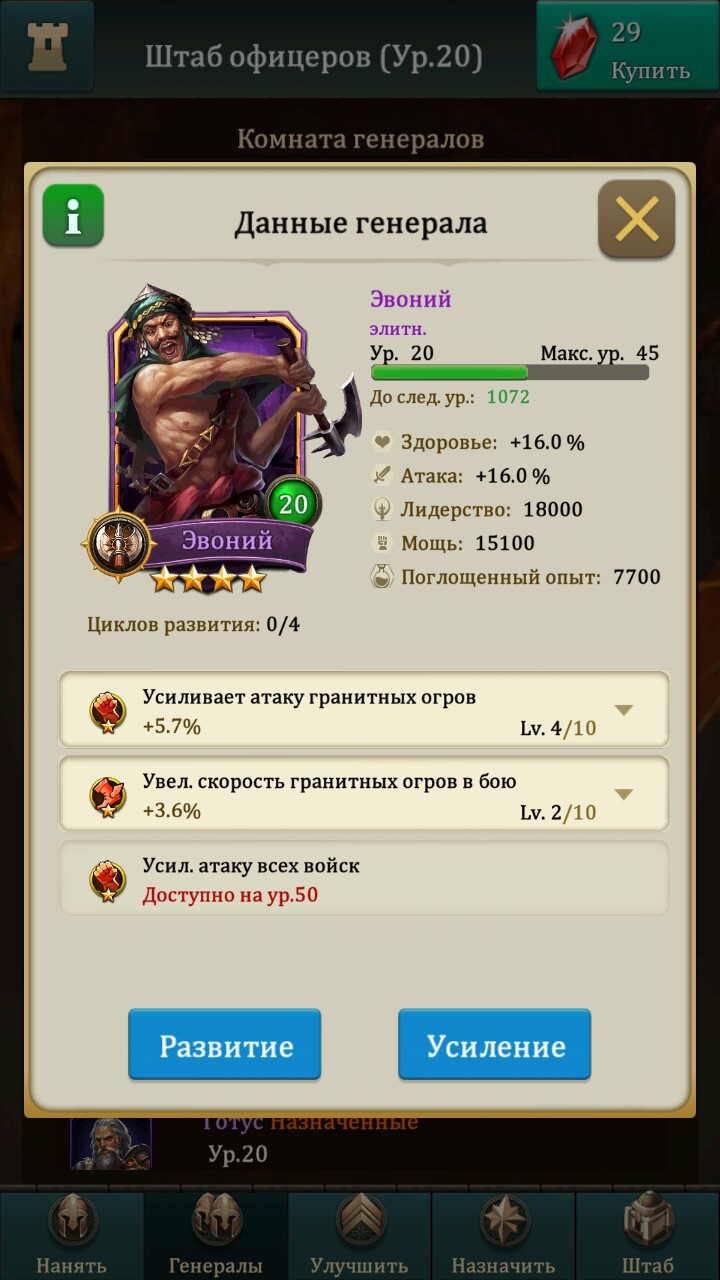 Штаб офицеров (Ур.20)
29
Купить
Комната генералов
Данные генерала
Эвоний
элитн.
Ур. 20 Макс. ур. 45
До след. ур.: 1072
Здоровье: +16.0 %
Атака: +16.0 %
Лидерство: 18000
Мощь: 15100
Поглощенный опыт: 7700
20
Эвоний
Циклов развития: 0/4
Усиливает атаку гранитных огров
+5.7% Lv. 4/10
Увел. скорость гранитных огров в бою
+3.6% Lv. 2/10
Усил. атаку всех войск
Доступно на ур.50
Развитие Усиление
Готус Назначенные
Ур.20
Нанять Генералы Улучшить Назначить Штаб